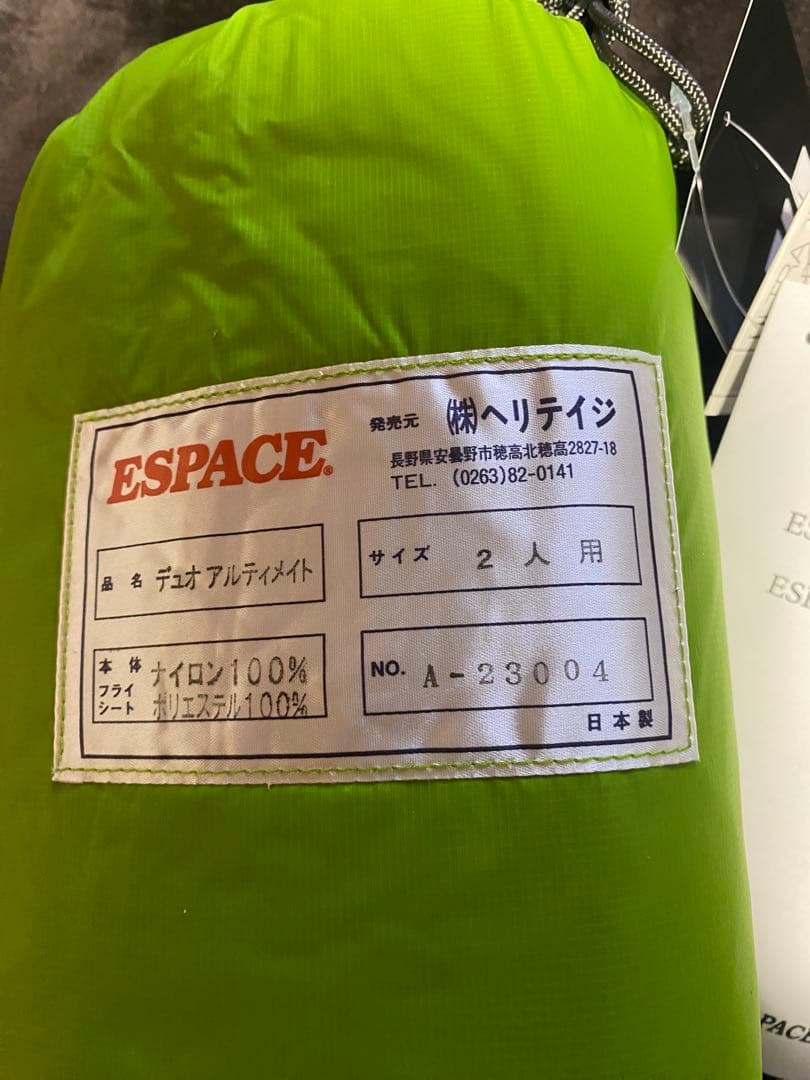 ESPACE®
発売元 ㈱ヘリテイジ
長野県安曇野市穂高北穂高2827-18
TEL. (0263)82-0141
品名 デュオ アルティメイト
サイズ 2人用
本体 ナイロン100%
フライシート ポリエステル100%
NO. A-23004
日本製